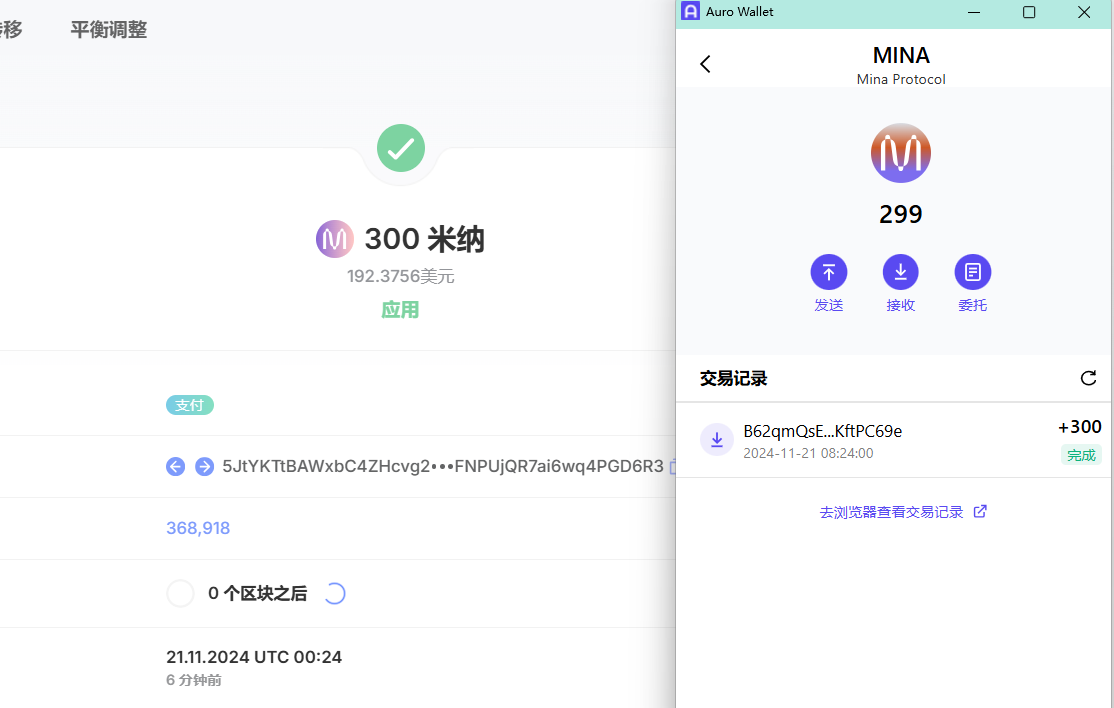 移 平衡调整
300 米纳
192.3756美元
应用
支付
5JtYKTtBAWxbC4ZHcvg2•••FNPUjQR7ai6wq4PGD6R3
368,918
0 个区块之后
21.11.2024 UTC 00:24
6 分钟前
Auro Wallet
MINA
Mina Protocol
299
发送 接收 委托
交易记录
B62qmQsE...KftPC69e +300
2024-11-21 08:24:00 完成
去浏览器查看交易记录